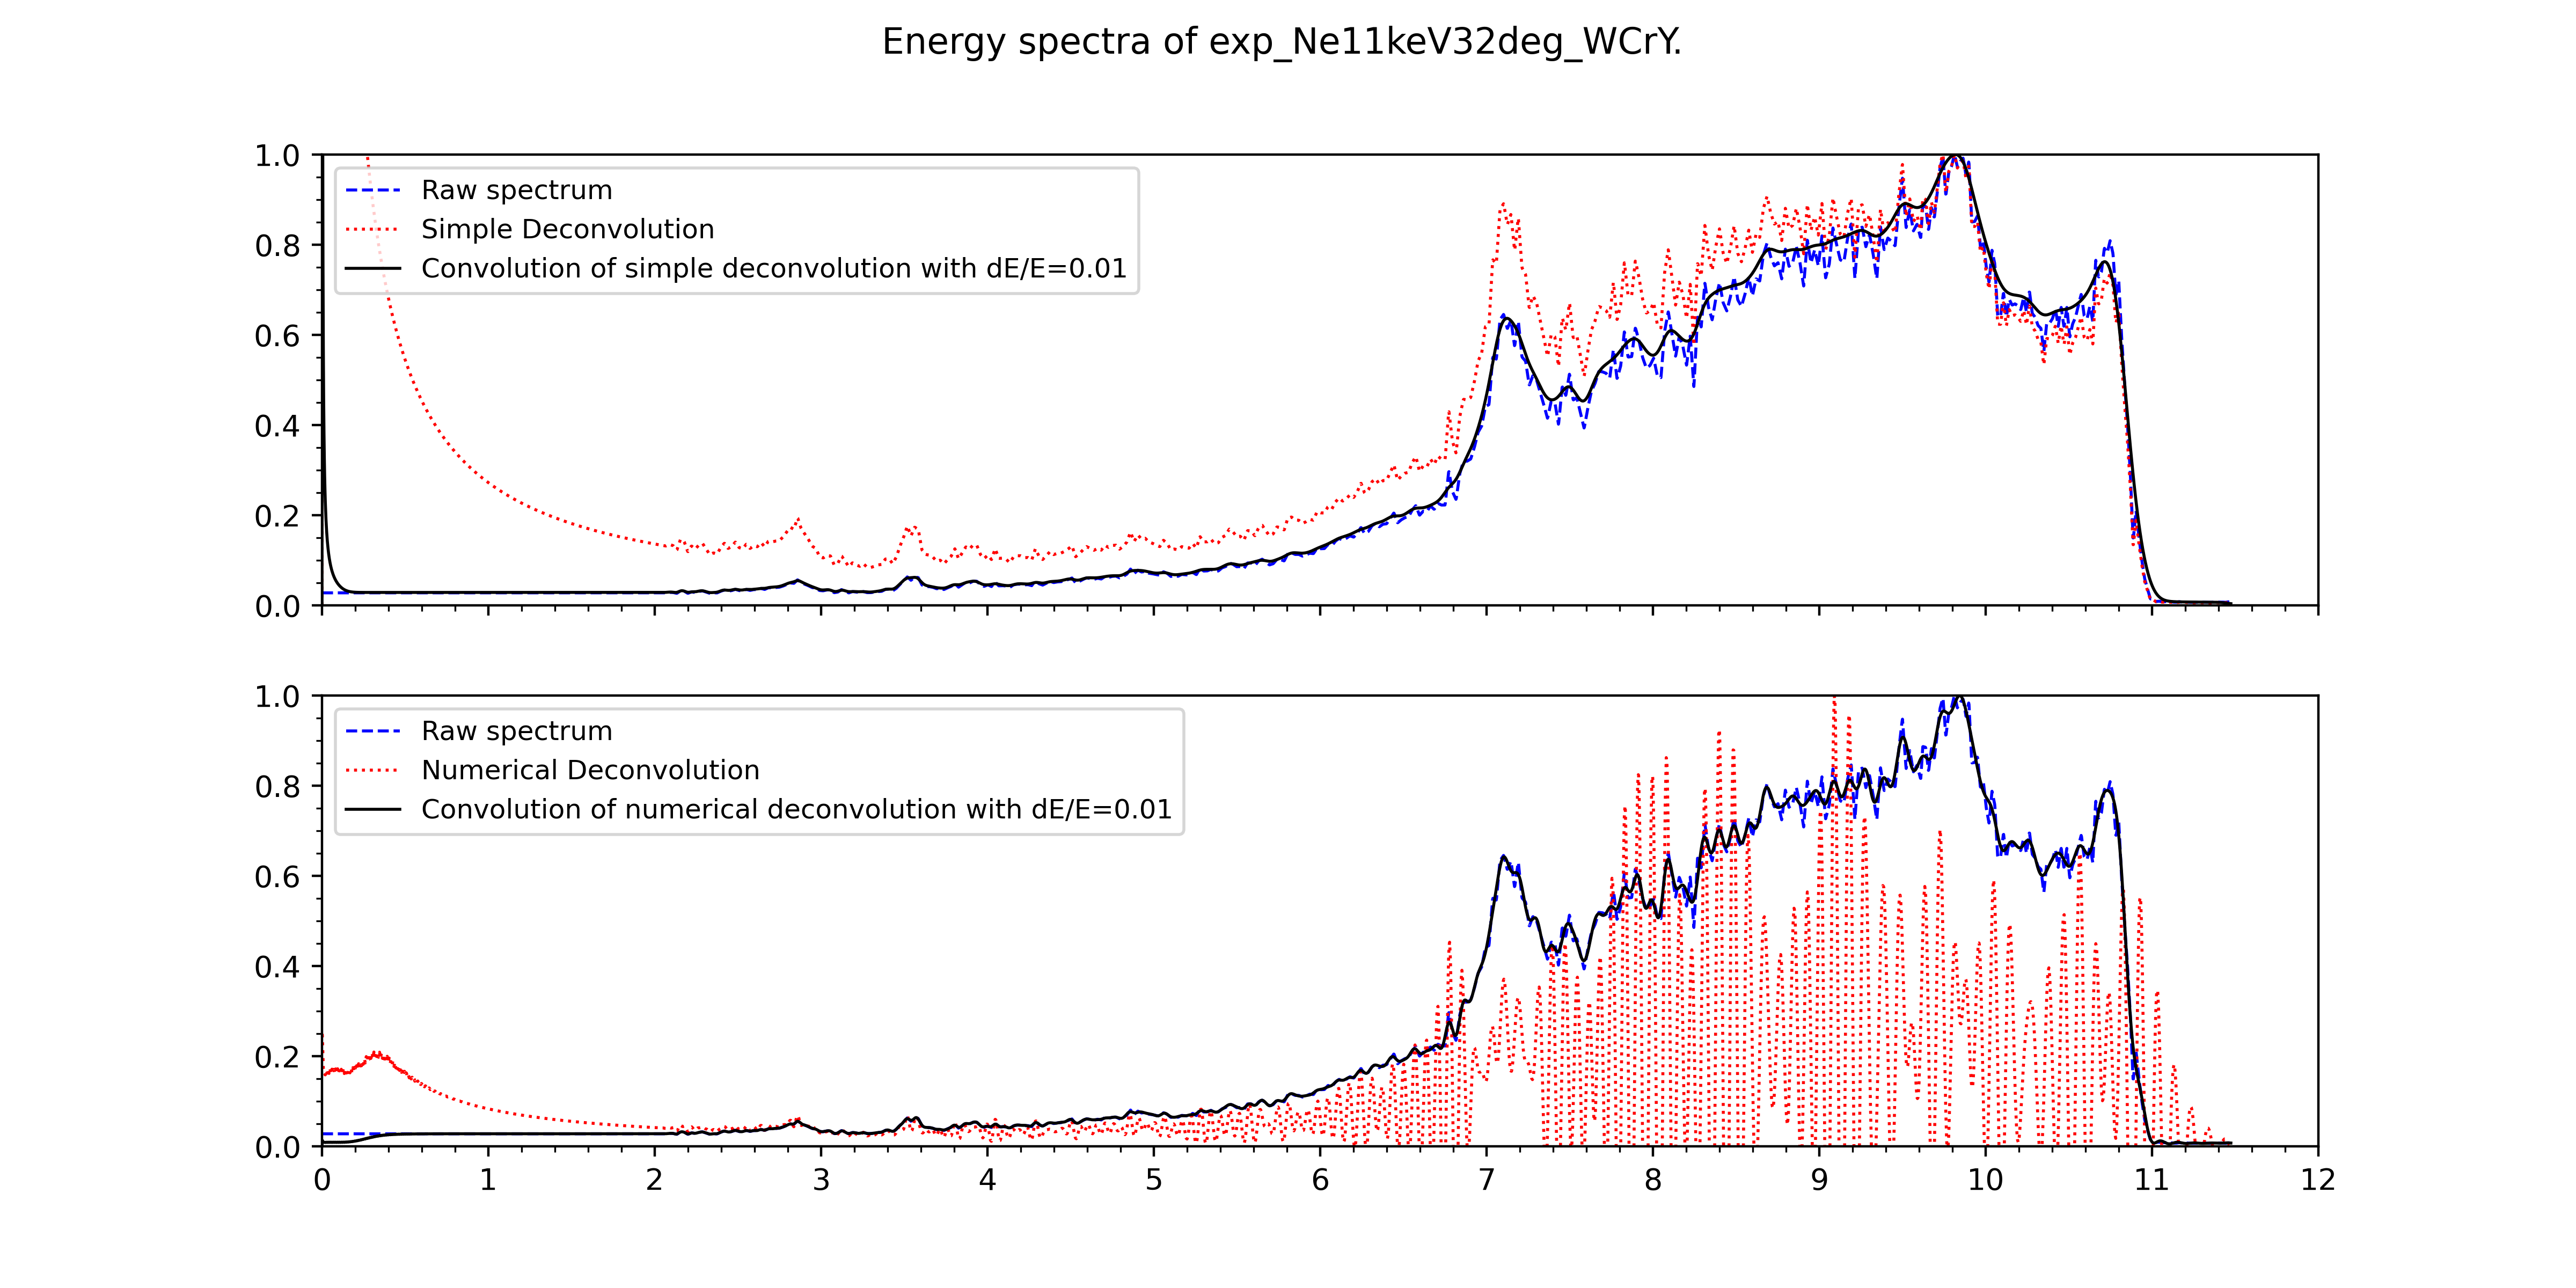 Energy spectra of exp_Ne11keV32deg_WCrY.
1.0
0.8
0.6
0.4
0.2
0.0
Raw spectrum
Simple Deconvolution
Convolution of simple deconvolution with dE/E=0.01
1.0
0.8
0.6
0.4
0.2
0.0
Raw spectrum
Numerical Deconvolution
Convolution of numerical deconvolution with dE/E=0.01
0 1 2 3 4 5 6 7 8 9 10 11 12